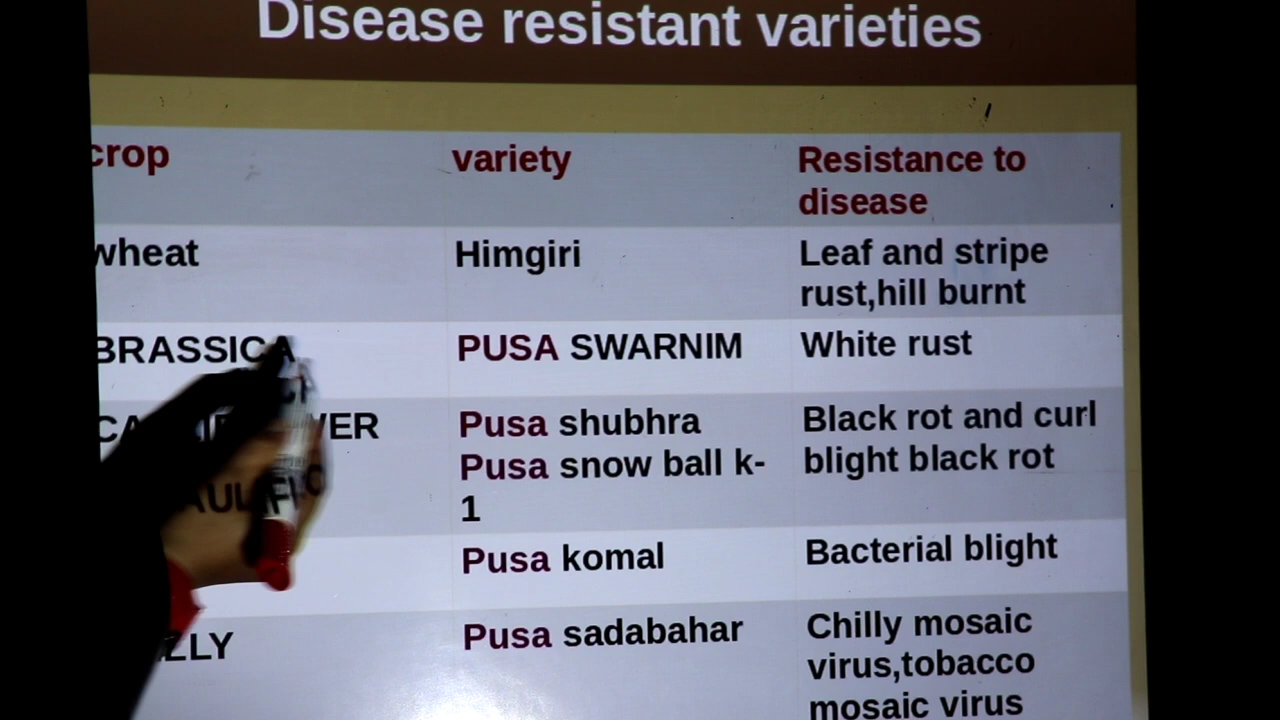 Disease resistant varieties
crop variety Resistance to
disease
wheat Himgiri Leaf and stripe
rust,hill burnt
BRASSICA PUSA SWARNIM White rust
Pusa shubhra Black rot and curl
Pusa snow ball k- blight black rot
1
Pusa komal Bacterial blight
Pusa sadabahar Chilly mosaic
virus,tobacco
mosaic virus